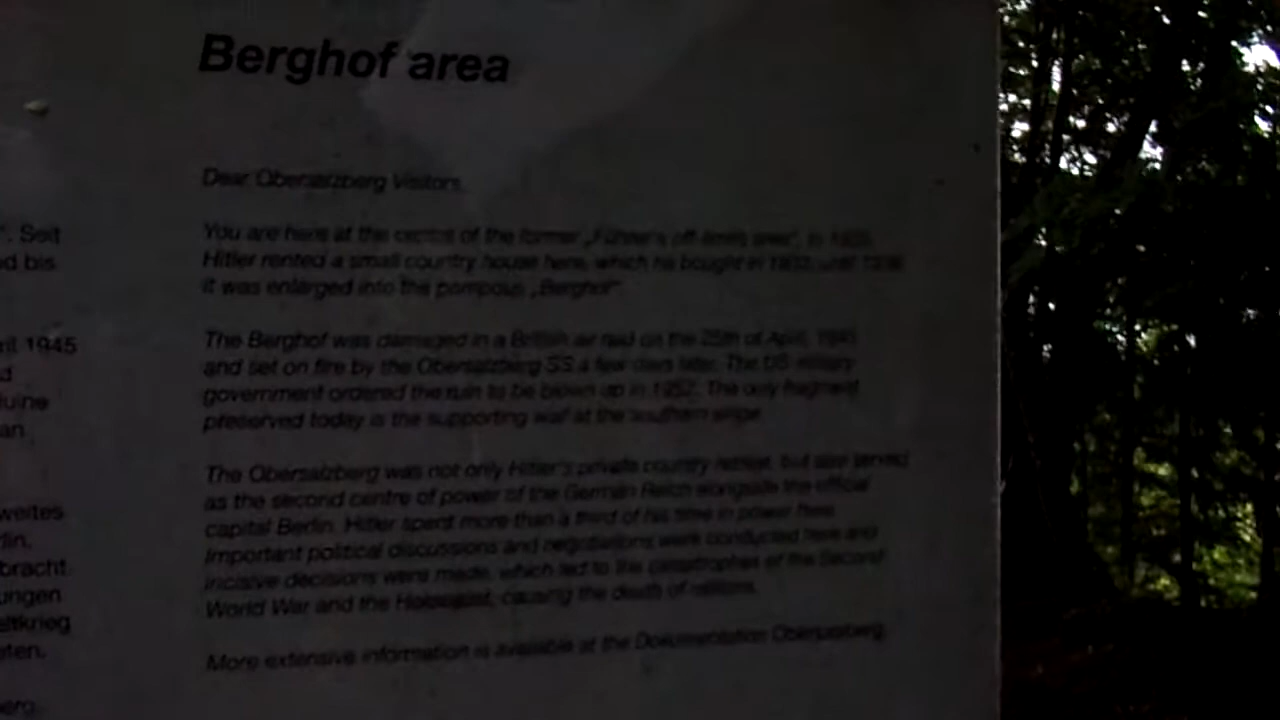 Berghof area
Dear Obersalzberg Visitors,
. Seit
You are here at the centre of the former „Führer's off-limits area“. In
d bis
Hitler rented a small country house here, which he bought in 1933; until 1936
it was enlarged into the pompous „Berghof“.
1945
The Berghof was damaged in a British air raid on the 25th of April, 1945
and set on fire by the Obersalzberg SS a few days later. The US military
government ordered the ruin to be blown up in 1952. The only fragment
preserved today is the supporting wall at the southern slope.
The Obersalzberg was not only Hitler's private country retreat, but also served
as the second centre of power of the German Reich alongside the official
capital Berlin. Hitler spent more than a third of his time in power here.
Important political discussions and negotiations were conducted here and
incisive decisions were made, which led to the catastrophes of the Second
World War and the Holocaust, causing the death of millions.
More extensive information is available at the Dokumentation Obersalzberg.
weites
lin.
bracht.
ungen
eltkrieg